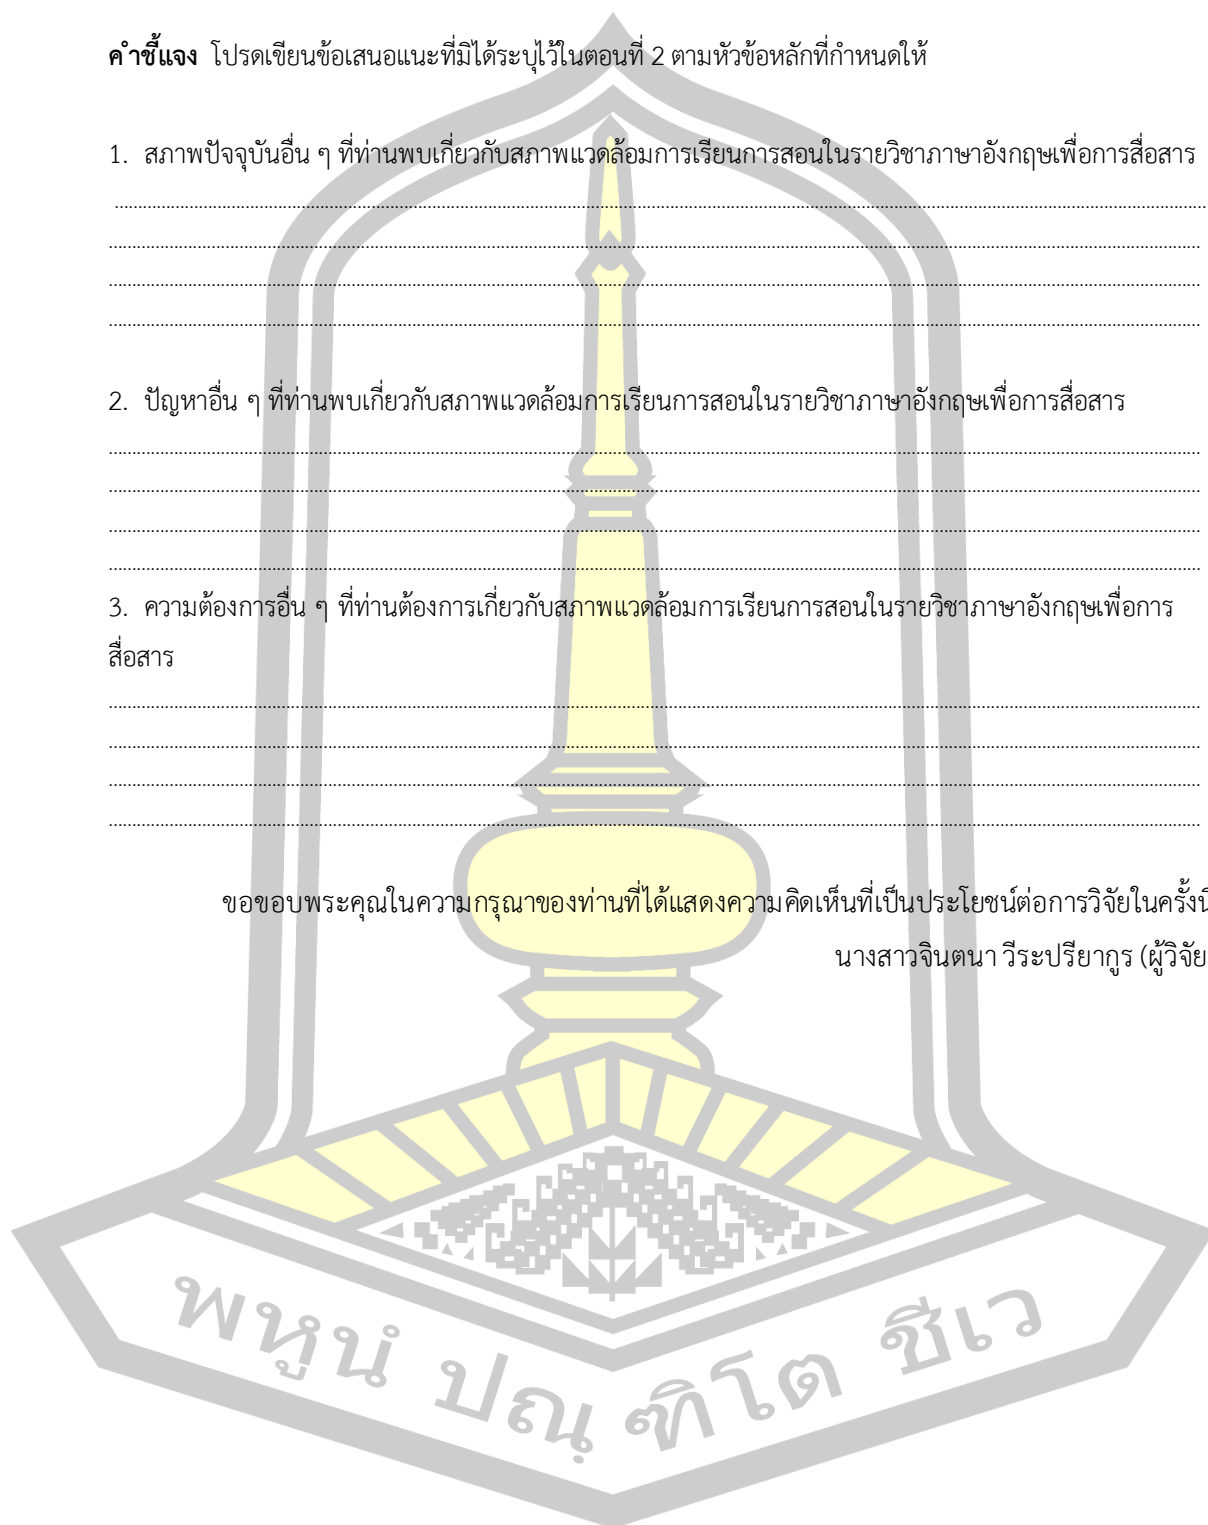 คำชี้แจง โปรดเขียนข้อเสนอแนะที่มิได้ระบุไว้ในตอนที่ 2 ตามหัวข้อหลักที่กำหนดให้
1. สภาพปัจจุบันอื่น ๆ ที่ท่านพบเกี่ยวกับสภาพแวดล้อมการเรียนการสอนในรายวิชาภาษาอังกฤษเพื่อการสื่อสาร
2. ปัญหาอื่น ๆ ที่ท่านพบเกี่ยวกับสภาพแวดล้อมการเรียนการสอนในรายวิชาภาษาอังกฤษเพื่อการสื่อสาร
3. ความต้องการอื่น ๆ ที่ท่านต้องการเกี่ยวกับสภาพแวดล้อมการเรียนการสอนในรายวิชาภาษาอังกฤษเพื่อการ
สื่อสาร
ขอขอบพระคุณในความกรุณาของท่านที่ได้แสดงความคิดเห็นที่เป็นประโยชน์ต่อการวิจัยในครั้งนี้
นางสาวจินตนา วีระปรียากูร (ผู้วิจัย
พหูนํ ปณฺฑิโต ชีเว